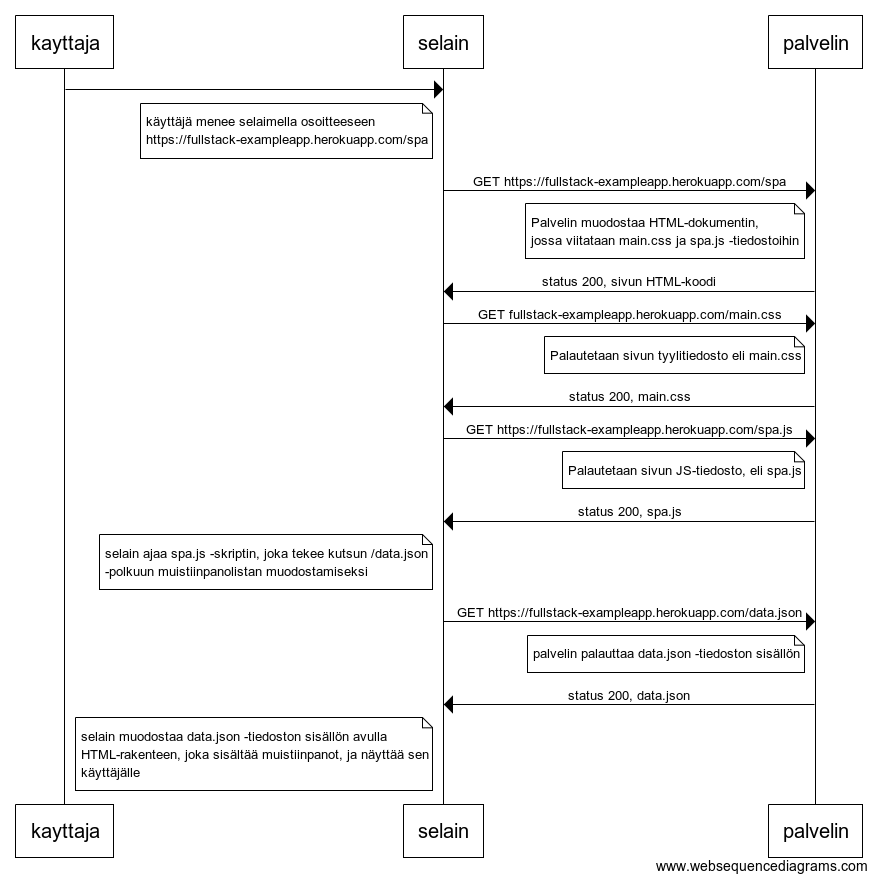 kayttaja
selain
palvelin
käyttäjä menee selaimella osoitteeseen
https://fullstack-exampleapp.herokuapp.com/spa
GET https://fullstack-exampleapp.herokuapp.com/spa
Palvelin muodostaa HTML-dokumentin,
jossa viitataan main.css ja spa.js -tiedostoihin
status 200, sivun HTML-koodi
GET fullstack-exampleapp.herokuapp.com/main.css
Palautetaan sivun tyylitiedosto eli main.css
status 200, main.css
GET https://fullstack-exampleapp.herokuapp.com/spa.js
Palautetaan sivun JS-tiedosto, eli spa.js
status 200, spa.js
selain ajaa spa.js -skriptin, joka tekee kutsun /data.json
-polkuun muistiinpanolistan muodostamiseksi
GET https://fullstack-exampleapp.herokuapp.com/data.json
palvelin palauttaa data.json -tiedoston sisällön
status 200, data.json
selain muodostaa data.json -tiedoston sisällön avulla
HTML-rakenteen, joka sisältää muistiinpanot, ja näyttää sen
käyttäjälle
kayttaja
selain
palvelin
www.websequencediagrams.com